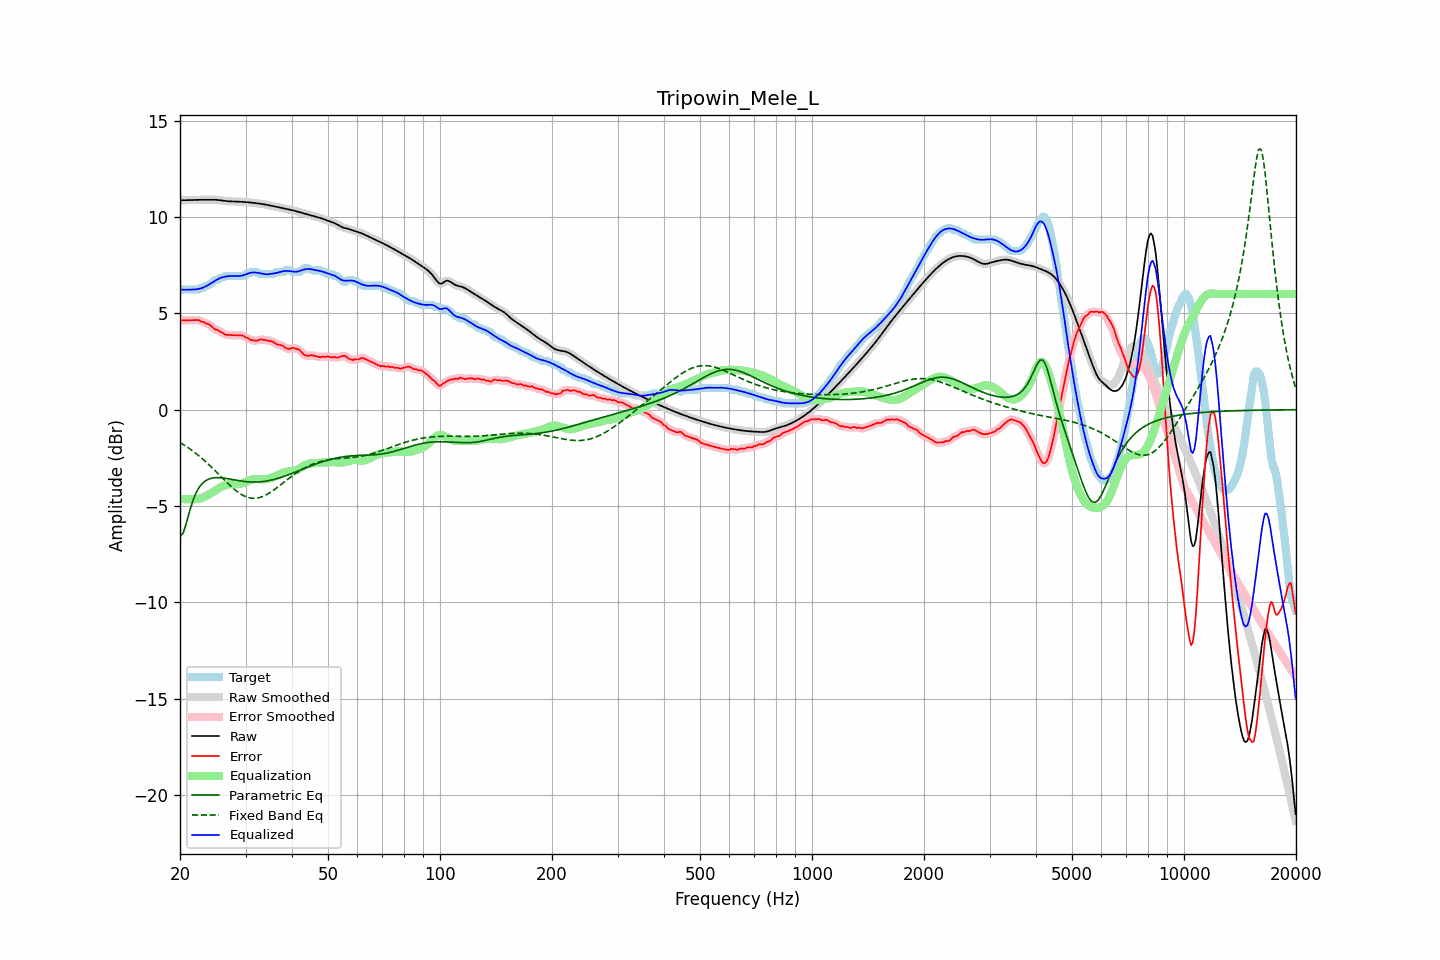 Tripowin_Mele_L
15
10
5
0
−5
−10
−15
−20
Amplitude (dBr)
Target
Raw Smoothed
Error Smoothed
Raw
Error
Equalization
Parametric Eq
Fixed Band Eq
Equalized
20 50 100 200 500 1000 2000 5000 10000 20000
Frequency (Hz)